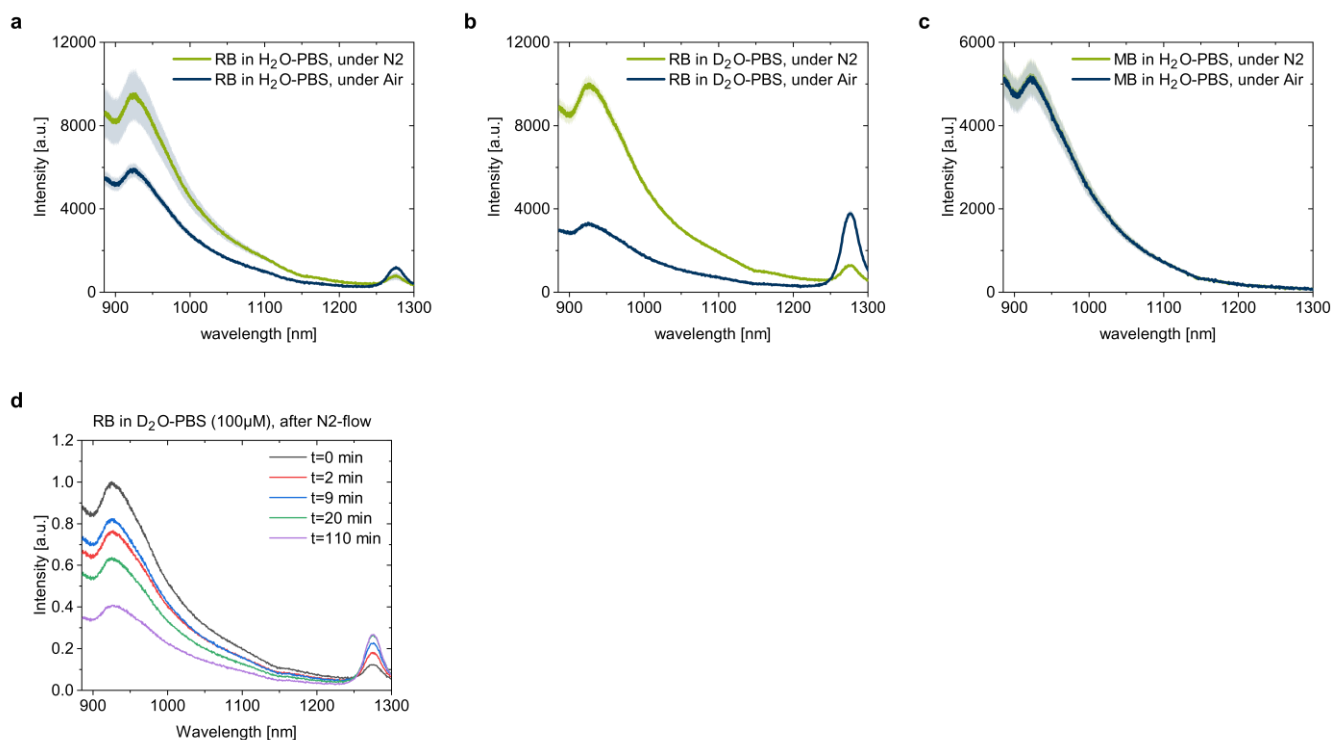 a
12000
8000
4000
0
Intensity [a.u.]
RB in H₂O-PBS, under N2
RB in H₂O-PBS, under Air
900
1000
1100
1200
1300
wavelength [nm]
b
12000
8000
4000
0
Intensity [a.u.]
RB in D₂O-PBS, under N2
RB in D₂O-PBS, under Air
900
1000
1100
1200
1300
wavelength [nm]
c
6000
4000
2000
0
Intensity [a.u.]
MB in H₂O-PBS, under N2
MB in H₂O-PBS, under Air
900
1000
1100
1200
1300
wavelength [nm]
d
RB in D₂O-PBS (100µM), after N2-flow
1.2
1.0
0.8
0.6
0.4
0.2
0.0
Intensity [a.u.]
t=0 min
t=2 min
t=9 min
t=20 min
t=110 min
900
1000
1100
1200
1300
Wavelength [nm]